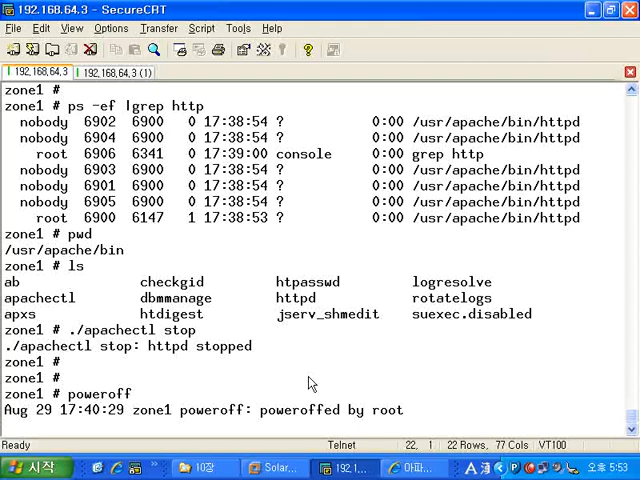 192.168.64.3 - SecureCRT
File Edit View Options Transfer Script Tools Help
192.168.64.3 192.168.64.3 (1)
zone1 #
zone1 # ps -ef |grep http
nobody 6902 6900 0 17:38:54 ? 0:00 /usr/apache/bin/httpd
nobody 6904 6900 0 17:38:54 ? 0:00 /usr/apache/bin/httpd
root 6906 6341 0 17:39:00 console 0:00 grep http
nobody 6903 6900 0 17:38:54 ? 0:00 /usr/apache/bin/httpd
nobody 6901 6900 0 17:38:54 ? 0:00 /usr/apache/bin/httpd
nobody 6905 6900 0 17:38:54 ? 0:00 /usr/apache/bin/httpd
root 6900 6147 1 17:38:53 ? 0:00 /usr/apache/bin/httpd
zone1 # pwd
/usr/apache/bin
zone1 # ls
ab checkgid htpasswd logresolve
apachectl dbmmanage httpd rotatelogs
apxs htdigest jserv_shmedit suexec.disabled
zone1 # ./apachectl stop
./apachectl stop: httpd stopped
zone1 #
zone1 #
zone1 # poweroff
Aug 29 17:40:29 zone1 poweroff: poweroffed by root
Ready Telnet 22, 1 22 Rows, 77 Cols VT100
시작 10장 Solar... 192.1... 아파... A 漢 오후 5:53